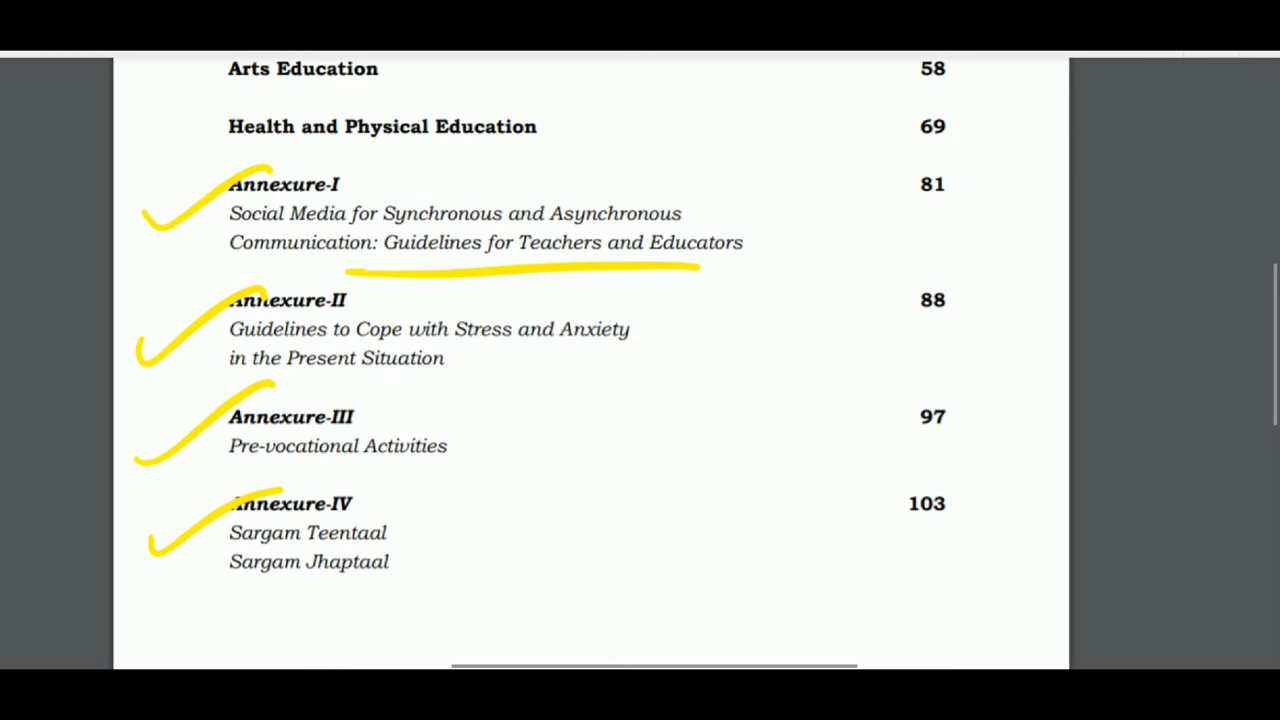 Arts Education 58
Health and Physical Education 69
Annexure-I 81
Social Media for Synchronous and Asynchronous
Communication: Guidelines for Teachers and Educators
Annexure-II 88
Guidelines to Cope with Stress and Anxiety
in the Present Situation
Annexure-III 97
Pre-vocational Activities
Annexure-IV 103
Sargam Teentaal
Sargam Jhaptaal